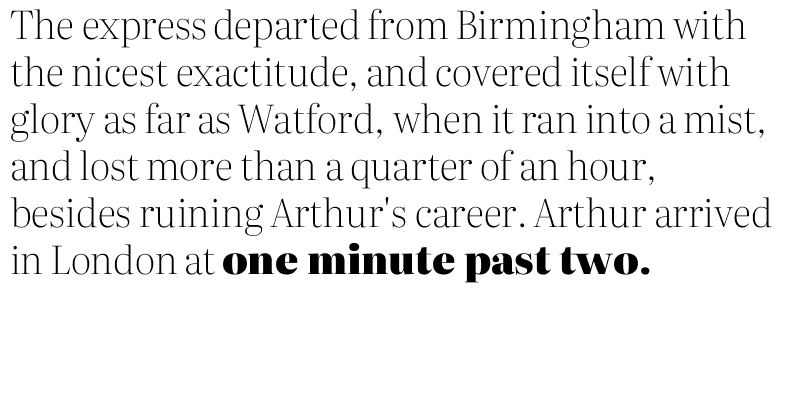 The express departed from Birmingham with
the nicest exactitude, and covered itself with
glory as far as Watford, when it ran into a mist,
and lost more than a quarter of an hour,
besides ruining Arthur's career. Arthur arrived
in London at one minute past two.